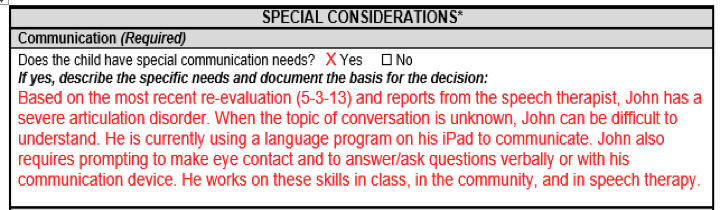 SPECIAL CONSIDERATIONS*
Communication (Required)
Does the child have special communication needs? X Yes ☐ No
If yes, describe the specific needs and document the basis for the decision:
Based on the most recent re-evaluation (5-3-13) and reports from the speech therapist, John has a
severe articulation disorder. When the topic of conversation is unknown, John can be difficult to
understand. He is currently using a language program on his iPad to communicate. John also
requires prompting to make eye contact and to answer/ask questions verbally or with his
communication device. He works on these skills in class, in the community, and in speech therapy.